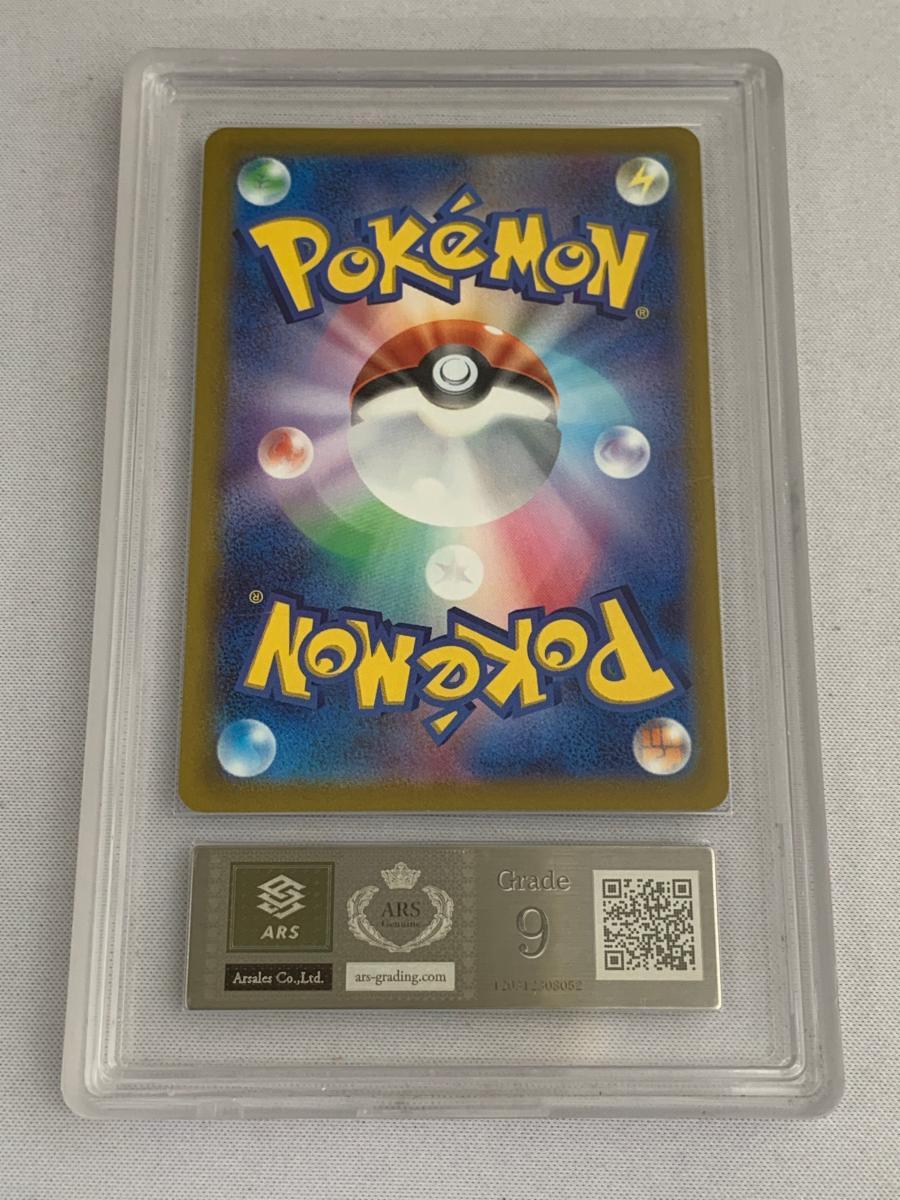 POKéMON
®
®
POKéMON
ARS
ARS
Genuine
Grade
9
Arsales Co.,Ltd.
ars-grading.com